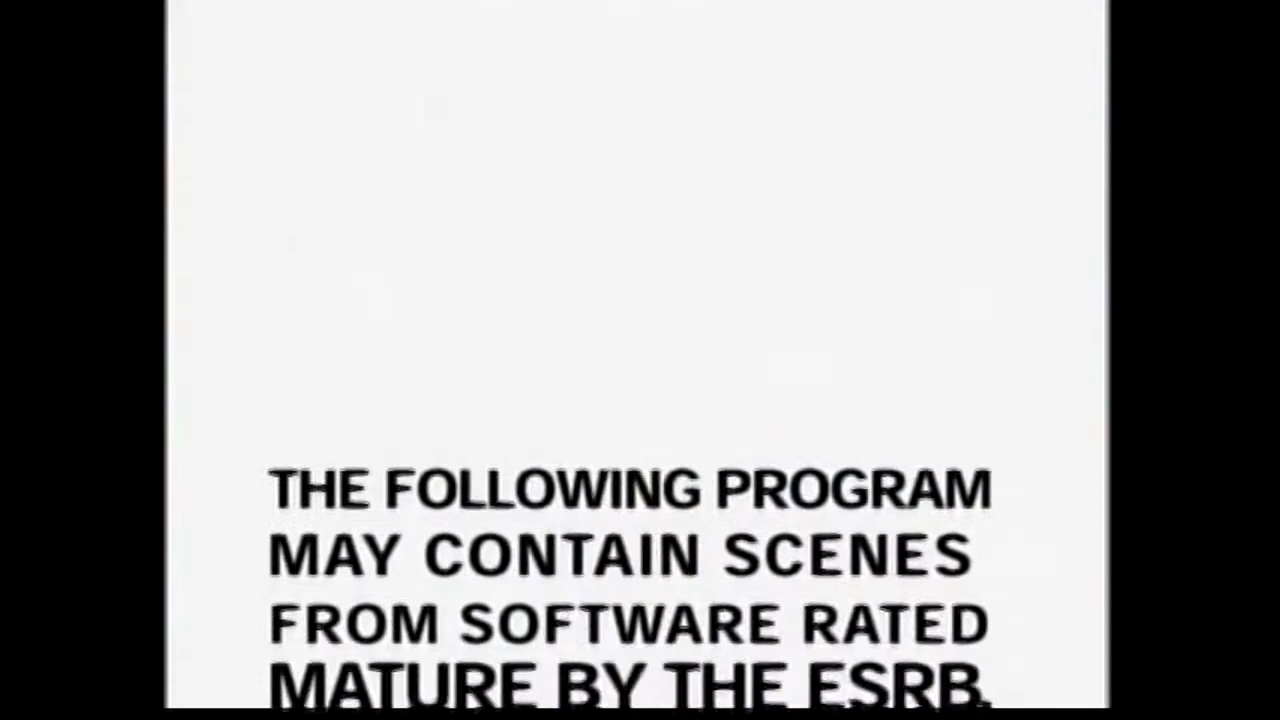 THE FOLLOWING PROGRAM
MAY CONTAIN SCENES
FROM SOFTWARE RATED
MATURE BY THE ESRB.